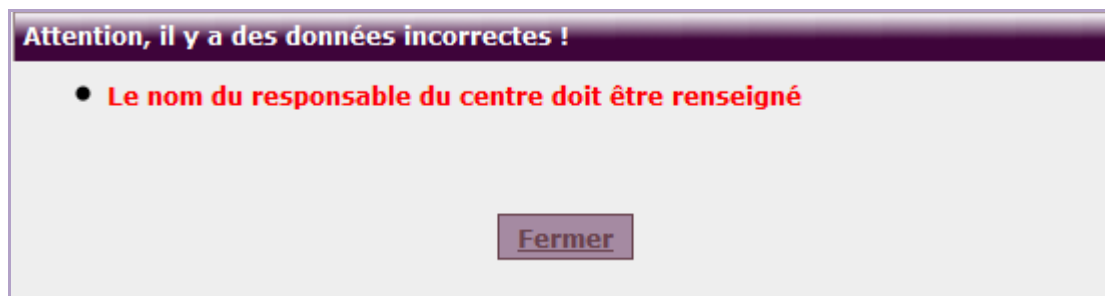 Attention, il y a des données incorrectes !
Le nom du responsable du centre doit être renseigné
Fermer